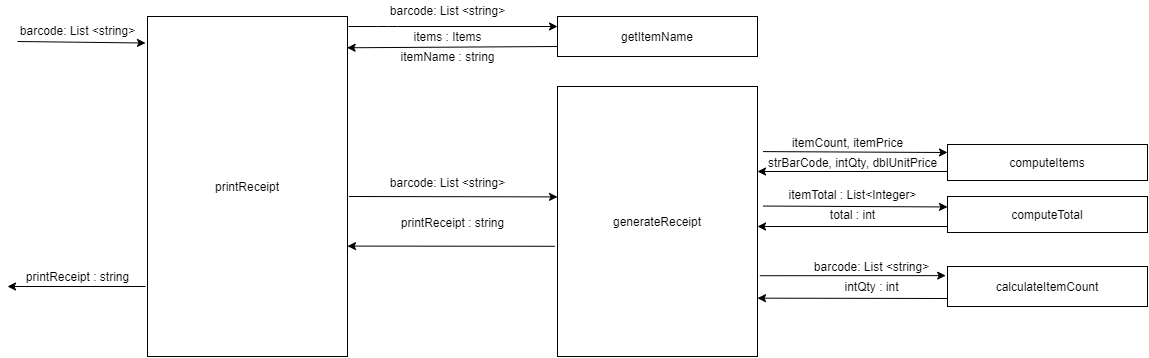 barcode: List <string>
barcode: List <string>
items : Items
itemName : string
getItemName
printReceipt
barcode: List <string>
printReceipt : string
generateReceipt
itemCount, itemPrice
strBarCode, intQty, dblUnitPrice
computeItems
itemTotal : List<Integer>
total : int
computeTotal
barcode: List <string>
intQty : int
calculateItemCount
printReceipt : string